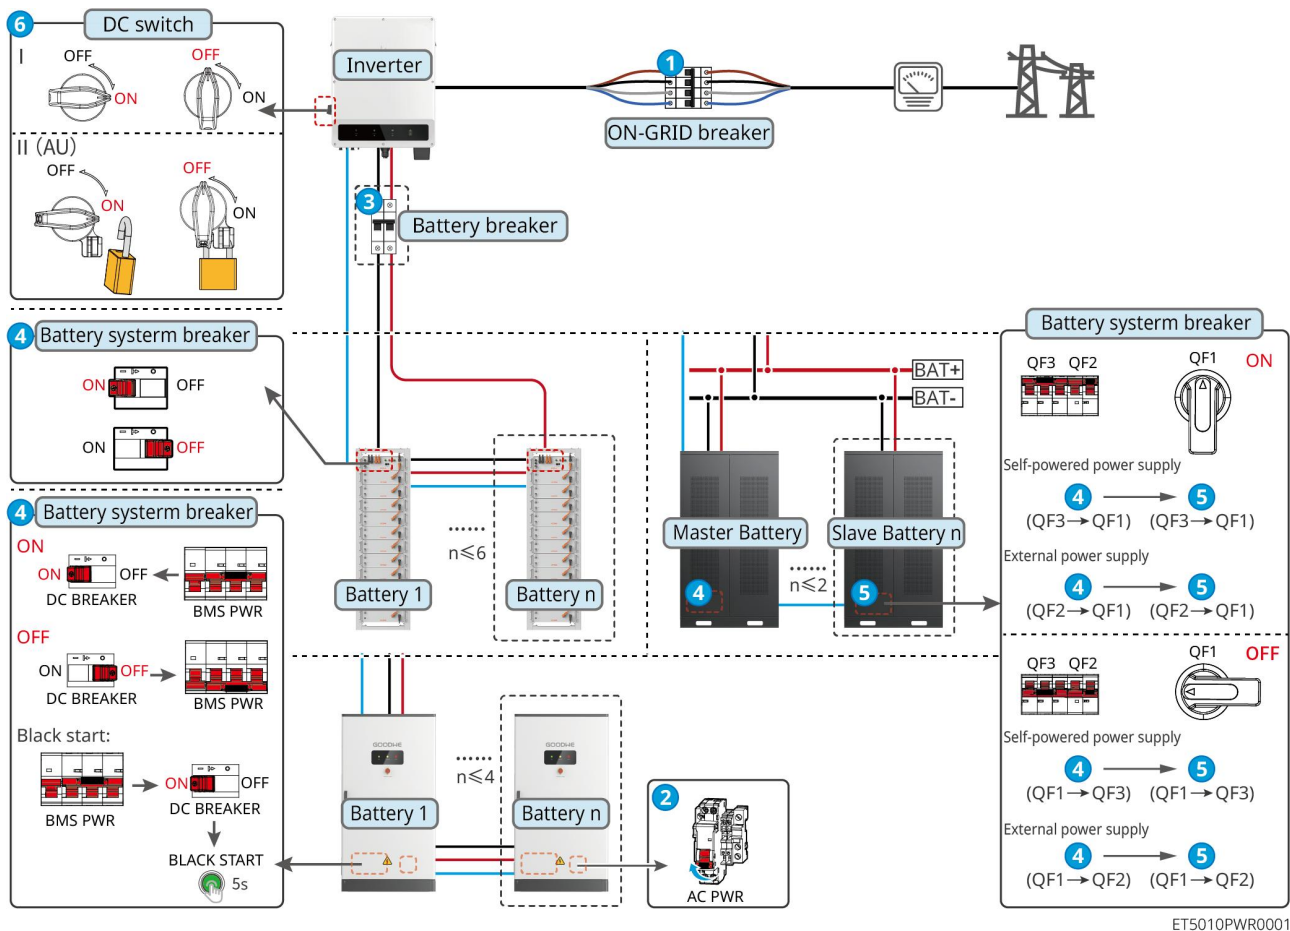 6
DC switch
I
OFF
ON
OFF
ON
II (AU)
OFF
ON
OFF
ON
Inverter
1
ON-GRID breaker
3
Battery breaker
4
Battery systerm breaker
ON
OFF
ON
OFF
4
Battery systerm breaker
ON
ON
OFF
DC BREAKER
BMS PWR
OFF
ON
OFF
DC BREAKER
BMS PWR
Black start:
BMS PWR
ON
OFF
DC BREAKER
BLACK START
5s
n⩽6
Battery 1
Battery n
BAT+
BAT-
Master Battery
Slave Battery n
n⩽2
4
5
GOODWE
GOODWE
n⩽4
Battery 1
Battery n
2
AC PWR
Battery systerm breaker
QF3 QF2
QF1
ON
Self-powered power supply
4 → 5
(QF3→QF1) (QF3→QF1)
External power supply
4 → 5
(QF2→QF1) (QF2→QF1)
QF3 QF2
QF1
OFF
Self-powered power supply
4 → 5
(QF1→QF3) (QF1→QF3)
External power supply
4 → 5
(QF1→QF2) (QF1→QF2)
ET5010PWR0001